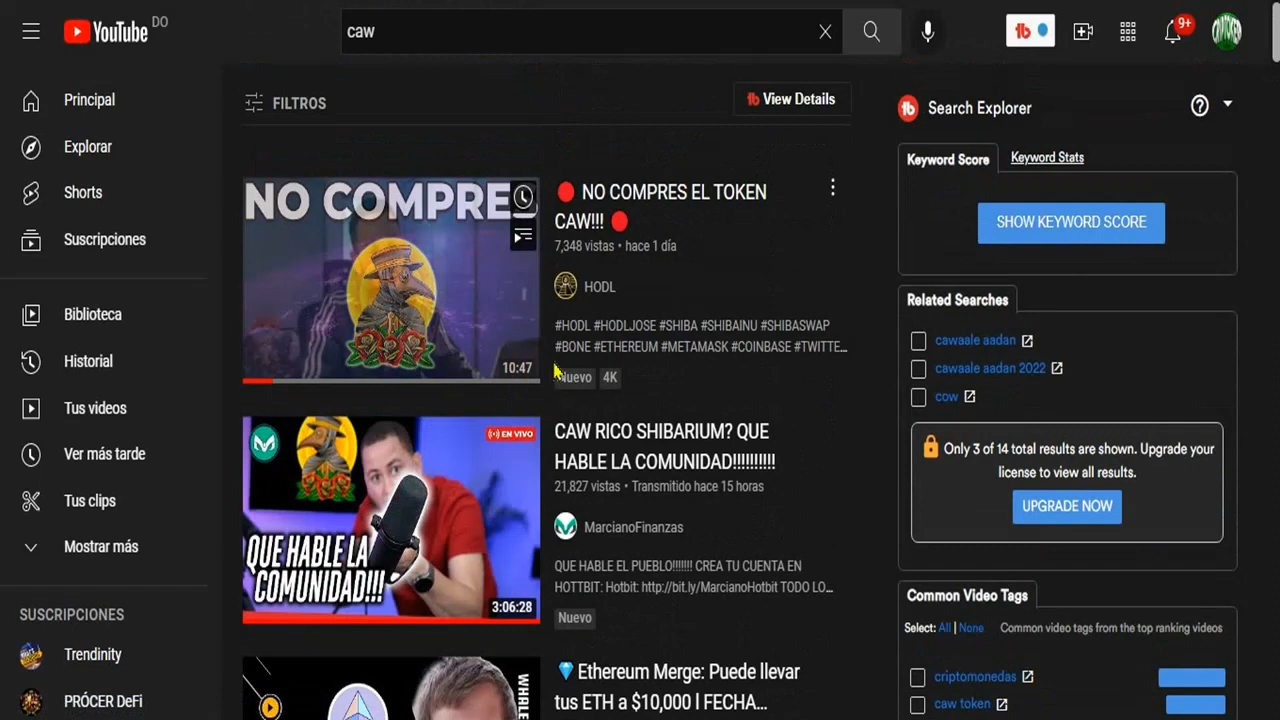 YouTube DO
caw
9+
Principal
Explorar
Shorts
Suscripciones
Biblioteca
Historial
Tus videos
Ver más tarde
Tus clips
Mostrar más
SUSCRIPCIONES
Trendinity
PRÓCER DeFi
FILTROS
View Details
NO COMPRES
10:47
NO COMPRES EL TOKEN
CAW!!!
7,348 vistas • hace 1 día
HODL
#HODL #HODLJOSE #SHIBA #SHIBAINU #SHIBASWAP
#BONE #ETHEREUM #METAMASK #COINBASE #TWITTE...
Nuevo 4K
EN VIVO
QUE HABLE LA
COMUNIDAD!!!
3:06:28
CAW RICO SHIBARIUM? QUE
HABLE LA COMUNIDAD!!!!!!!!!!
21,827 vistas • Transmitido hace 15 horas
MarcianoFinanzas
QUE HABLE EL PUEBLO!!!!!!! CREA TU CUENTA EN
HOTTBIT: Hotbit: http://bit.ly/MarcianoHotbit TODO LO...
Nuevo
WHALE
Ethereum Merge: Puede llevar
tus ETH a $10,000 l FECHA...
Search Explorer
Keyword Score
Keyword Stats
SHOW KEYWORD SCORE
Related Searches
cawaale aadan
cawaale aadan 2022
cow
Only 3 of 14 total results are shown. Upgrade your
license to view all results.
UPGRADE NOW
Common Video Tags
Select: All | None Common video tags from the top ranking videos
criptomonedas
caw token